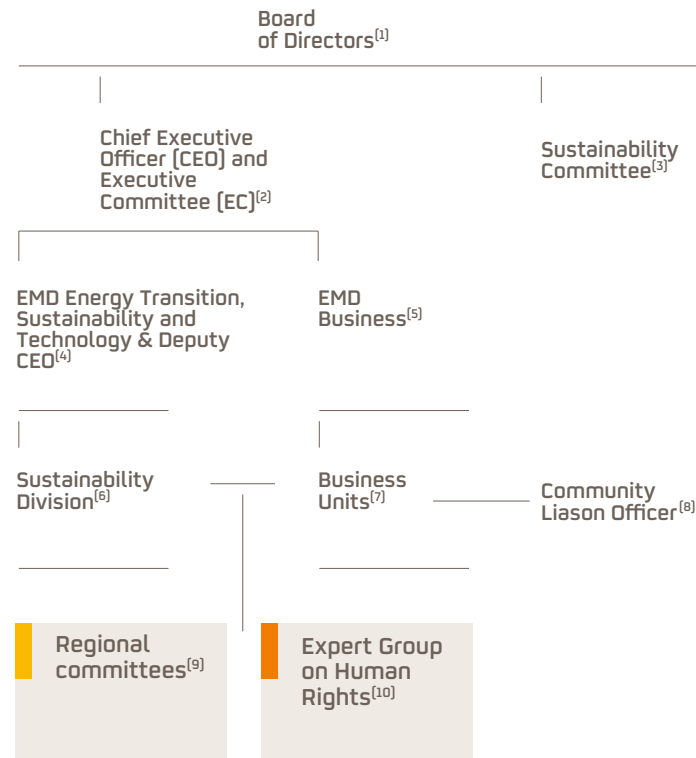 Board
of Directors[1]
Chief Executive
Officer [CEO] and
Executive
Committee [EC][2]
Sustainability
Committee[3]
EMD Energy Transition,
Sustainability and
Technology & Deputy
CEO[4]
EMD
Business[5]
Sustainability
Division[6]
Business
Units[7]
Community
Liason Officer[8]
Regional
committees[9]
Expert Group
on Human
Rights[10]